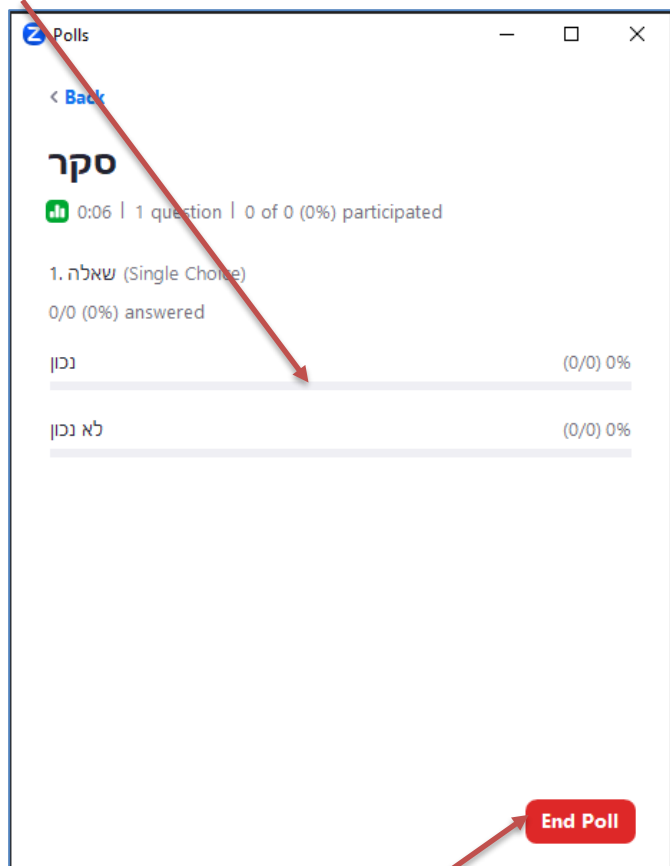 Polls
< Back
סקר
0:06 | 1 question | 0 of 0 (0%) participated
1. שאלה (Single Choice)
0/0 (0%) answered
נכון (0/0) 0%
לא נכון (0/0) 0%
End Poll